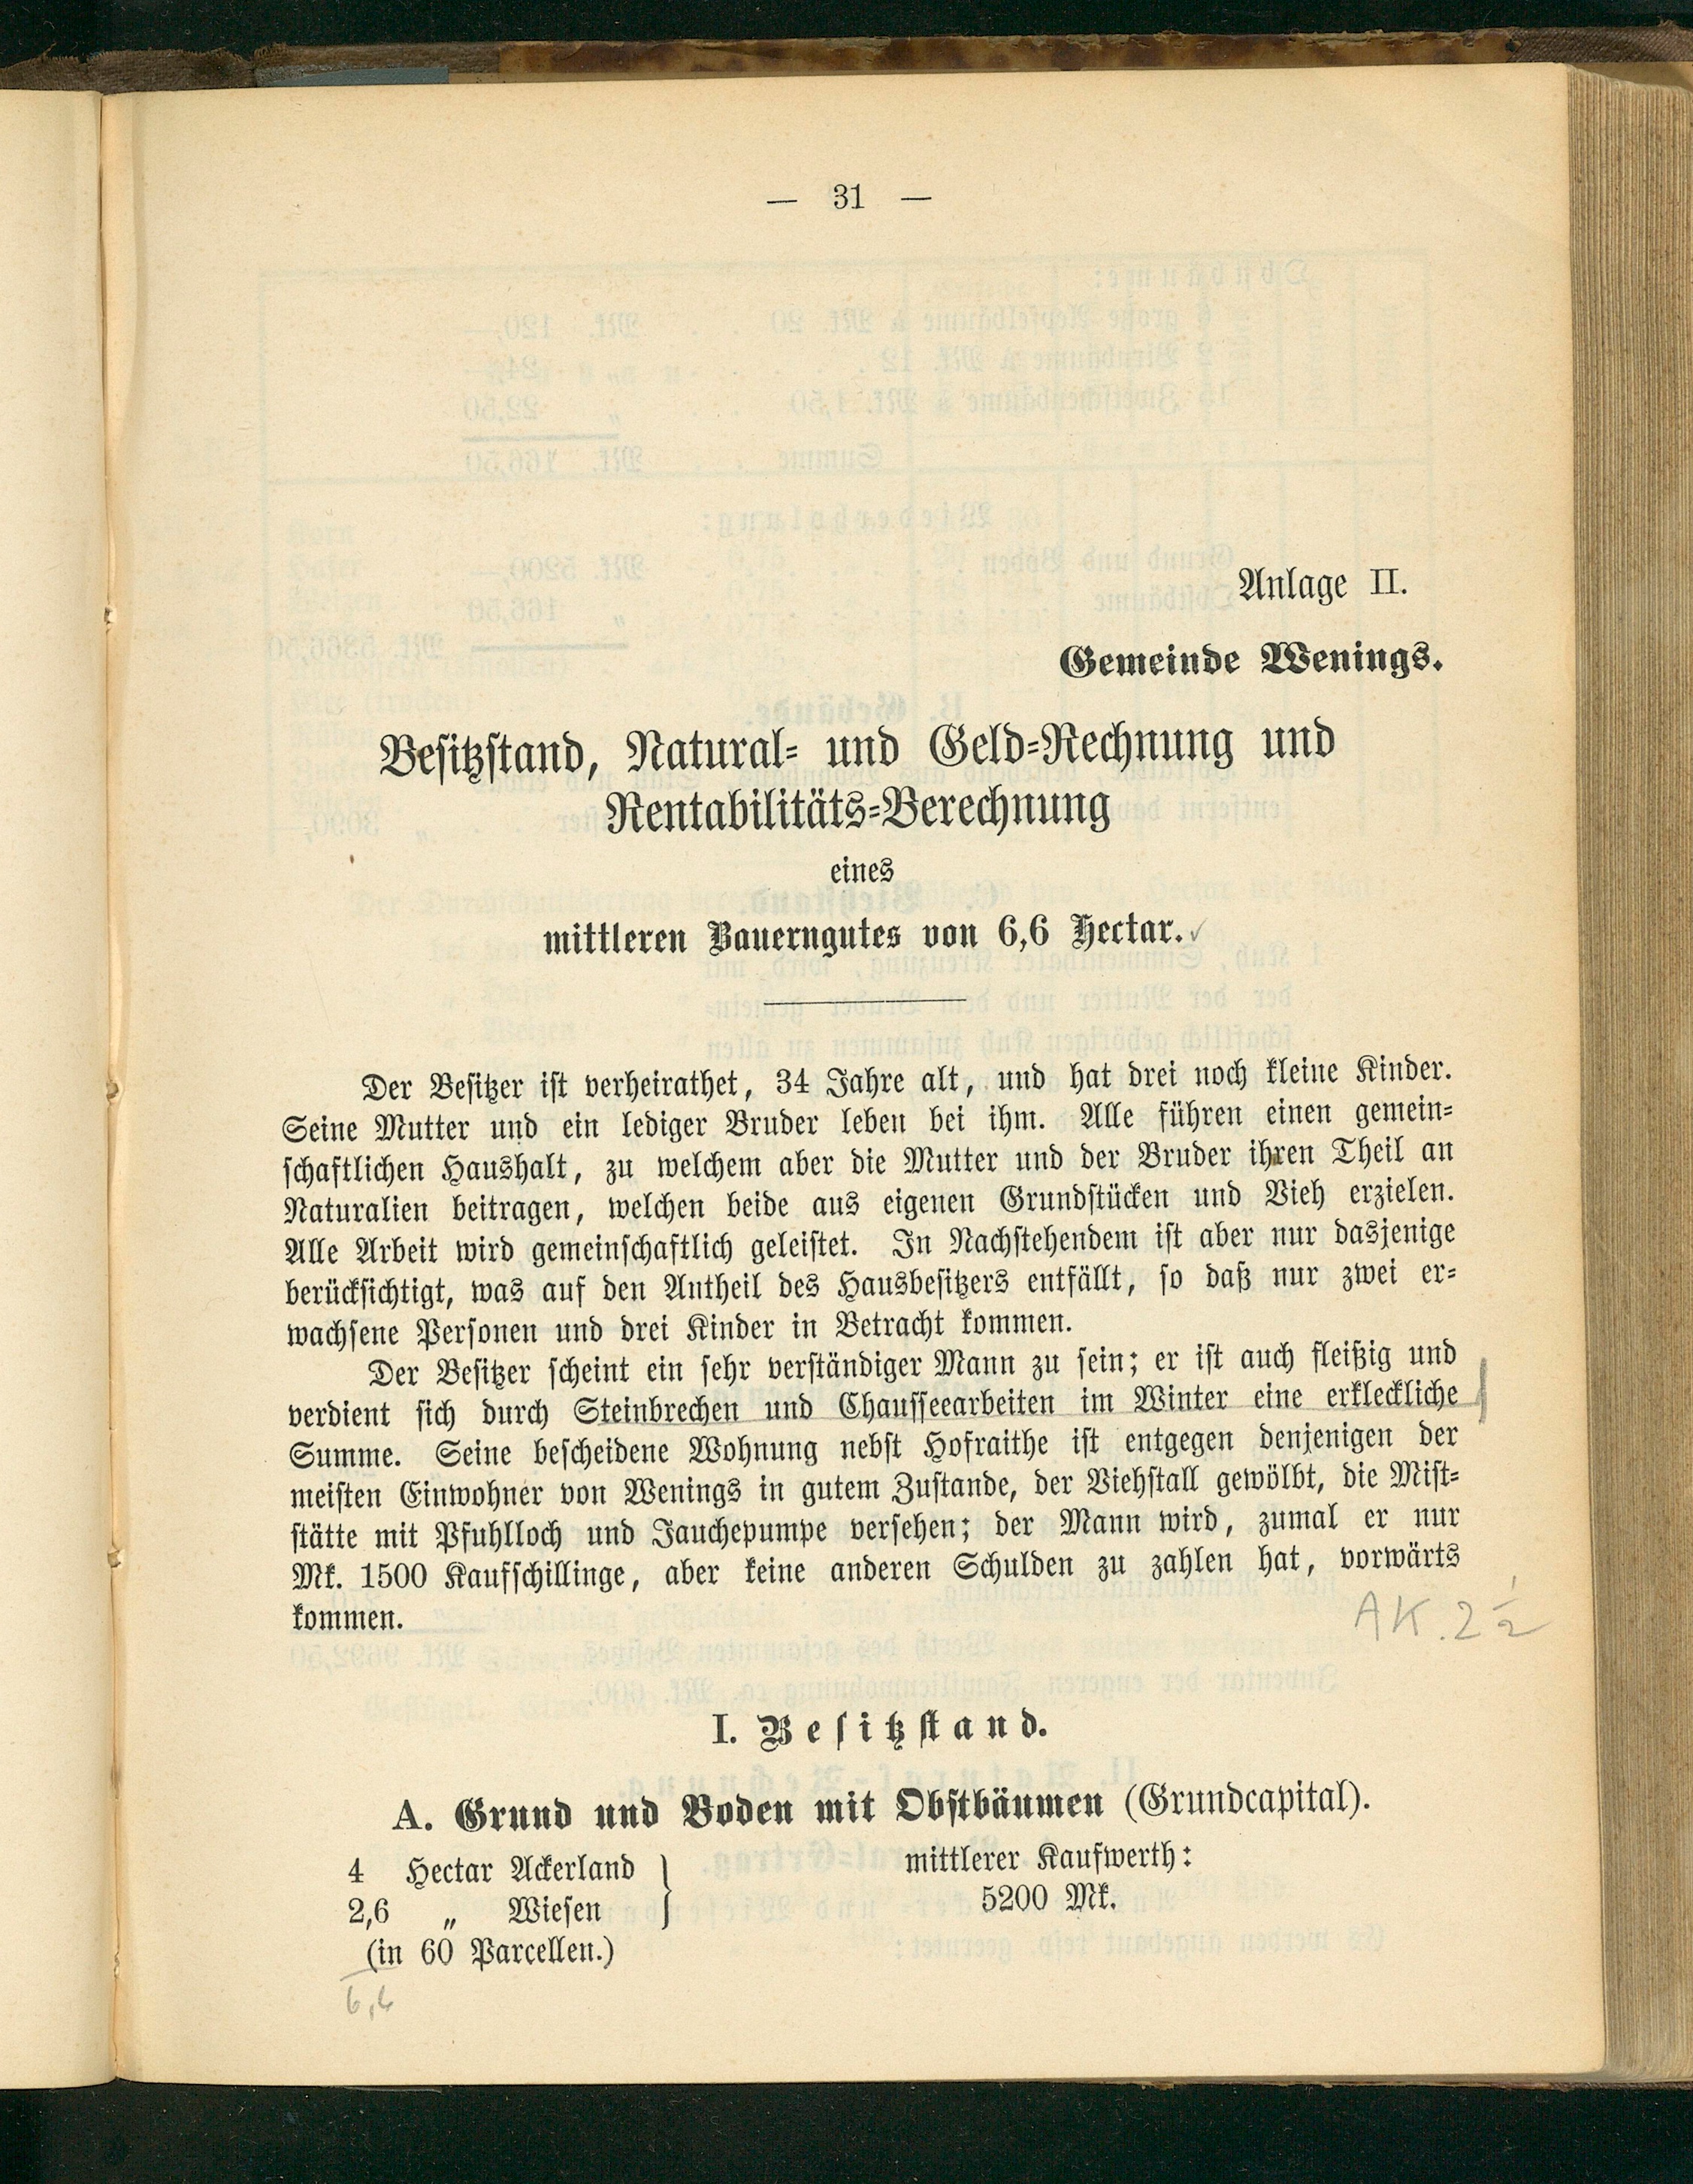 — 31 —
Anlage II.
Gemeinde Wenings.
Besitzstand, Natural- und Geld-Rechnung und
Rentabilitäts-Berechnung
eines
mittleren Bauerngutes von 6,6 Hectar.
Der Besitzer ist verheirathet, 34 Jahre alt, und hat drei noch kleine Kinder.
Seine Mutter und ein lediger Bruder leben bei ihm. Alle führen einen gemein-
schaftlichen Haushalt, zu welchem aber die Mutter und der Bruder ihren Theil an
Naturalien beitragen, welchen beide aus eigenen Grundstücken und Vieh erzielen.
Alle Arbeit wird gemeinschaftlich geleistet. In Nachstehendem ist aber nur dasjenige
berücksichtigt, was auf den Antheil des Hausbesitzers entfällt, so daß nur zwei er-
wachsene Personen und drei Kinder in Betracht kommen.
Der Besitzer scheint ein sehr verständiger Mann zu sein; er ist auch fleißig und
verdient sich durch Steinbrechen und Chausseearbeiten im Winter eine erkleckliche
Summe. Seine bescheidene Wohnung nebst Hofraithe ist entgegen denjenigen der
meisten Einwohner von Wenings in gutem Zustande, der Viehstall gewölbt, die Mist-
stätte mit Pfuhlloch und Jauchepumpe versehen; der Mann wird, zumal er nur
Mk. 1500 Kaufschillinge, aber keine anderen Schulden zu zahlen hat, vorwärts
kommen.
AK. 2 1/2
I. Besitzstand.
A. Grund und Boden mit Obstbäumen (Grundcapital).
4 Hectar Ackerland } mittlerer Kaufwerth:
2,6 „ Wiesen } 5200 Mk.
(in 60 Parcellen.)
6,6